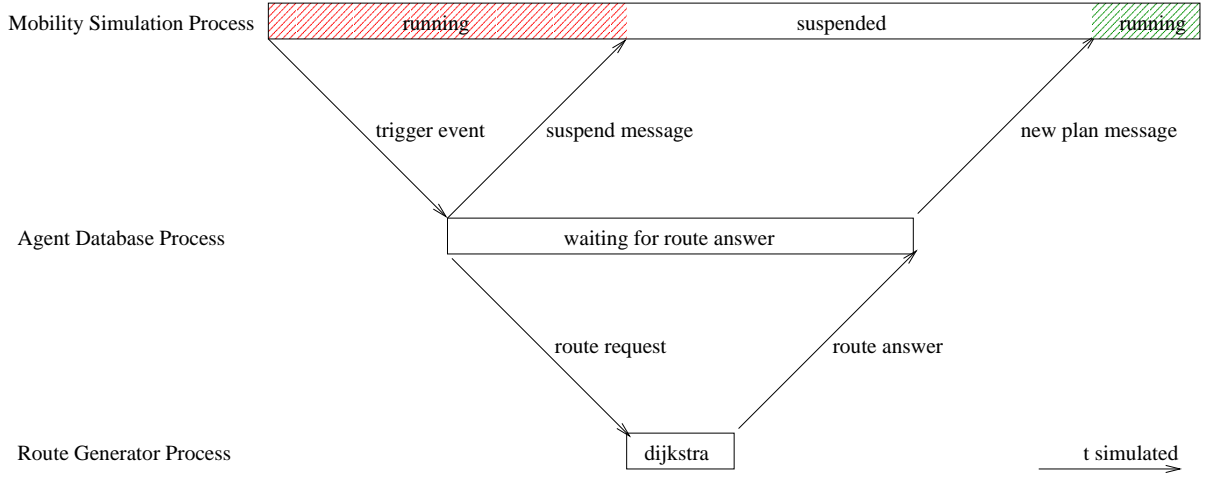 Mobility Simulation Process
running
suspended
running
trigger event
suspend message
new plan message
Agent Database Process
waiting for route answer
route request
route answer
Route Generator Process
dijkstra
t simulated